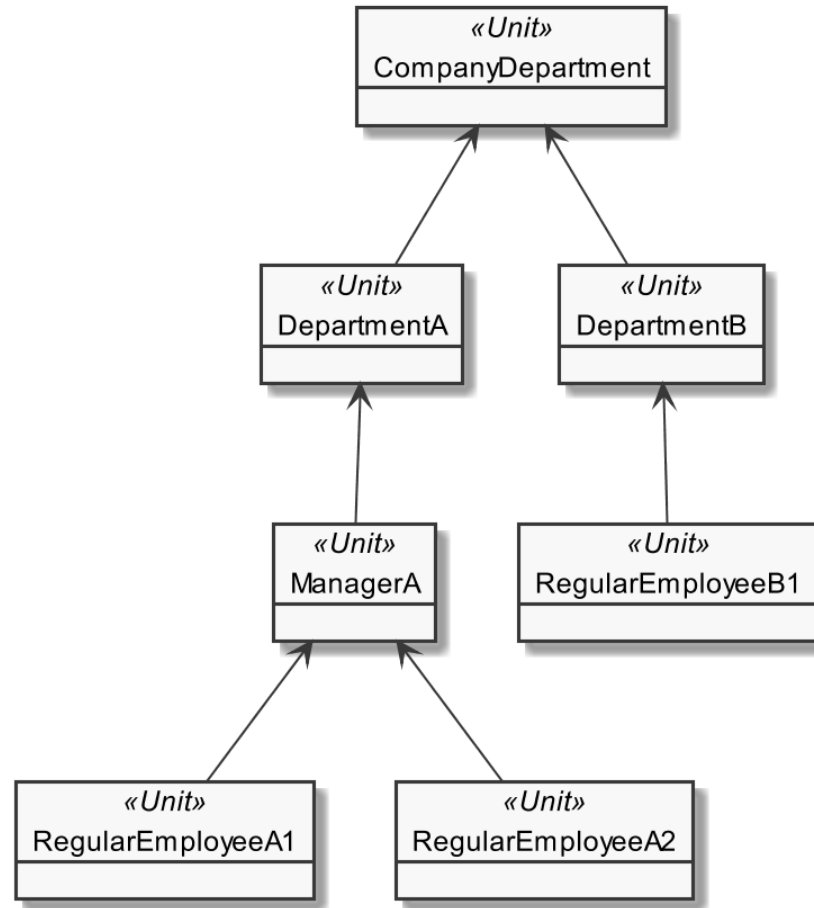 «Unit»
CompanyDepartment
«Unit»
DepartmentA
«Unit»
DepartmentB
«Unit»
ManagerA
«Unit»
RegularEmployeeB1
«Unit»
RegularEmployeeA1
«Unit»
RegularEmployeeA2